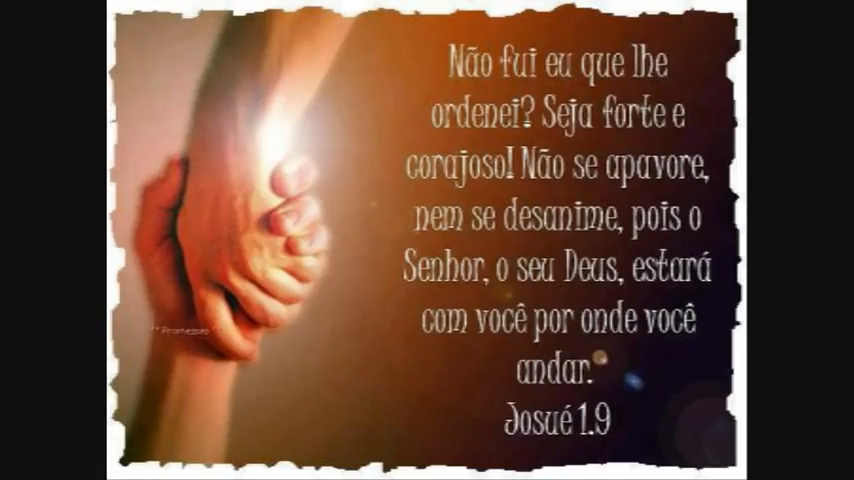 Não fui eu que lhe
ordenei? Seja forte e
corajoso! Não se apavore,
nem se desanime, pois o
Senhor, o seu Deus, estará
com você por onde você
andar.
Josué 1.9